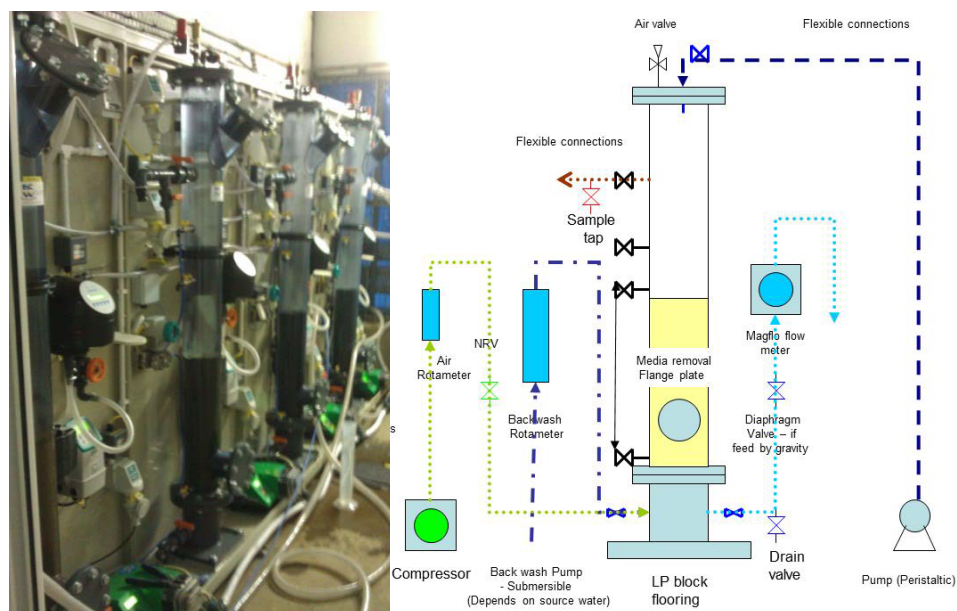 Air valve
Flexible connections
Flexible connections
Sample
tap
NRV
Air
Rotameter
Backwash
Rotameter
Media removal
Flange plate
Magflo flow
meter
Diaphragm
Valve – if
feed by gravity
s
Compressor
Back wash Pump
- Submersible
(Depends on source water)
LP block
flooring
Drain
valve
Pump (Peristaltic)